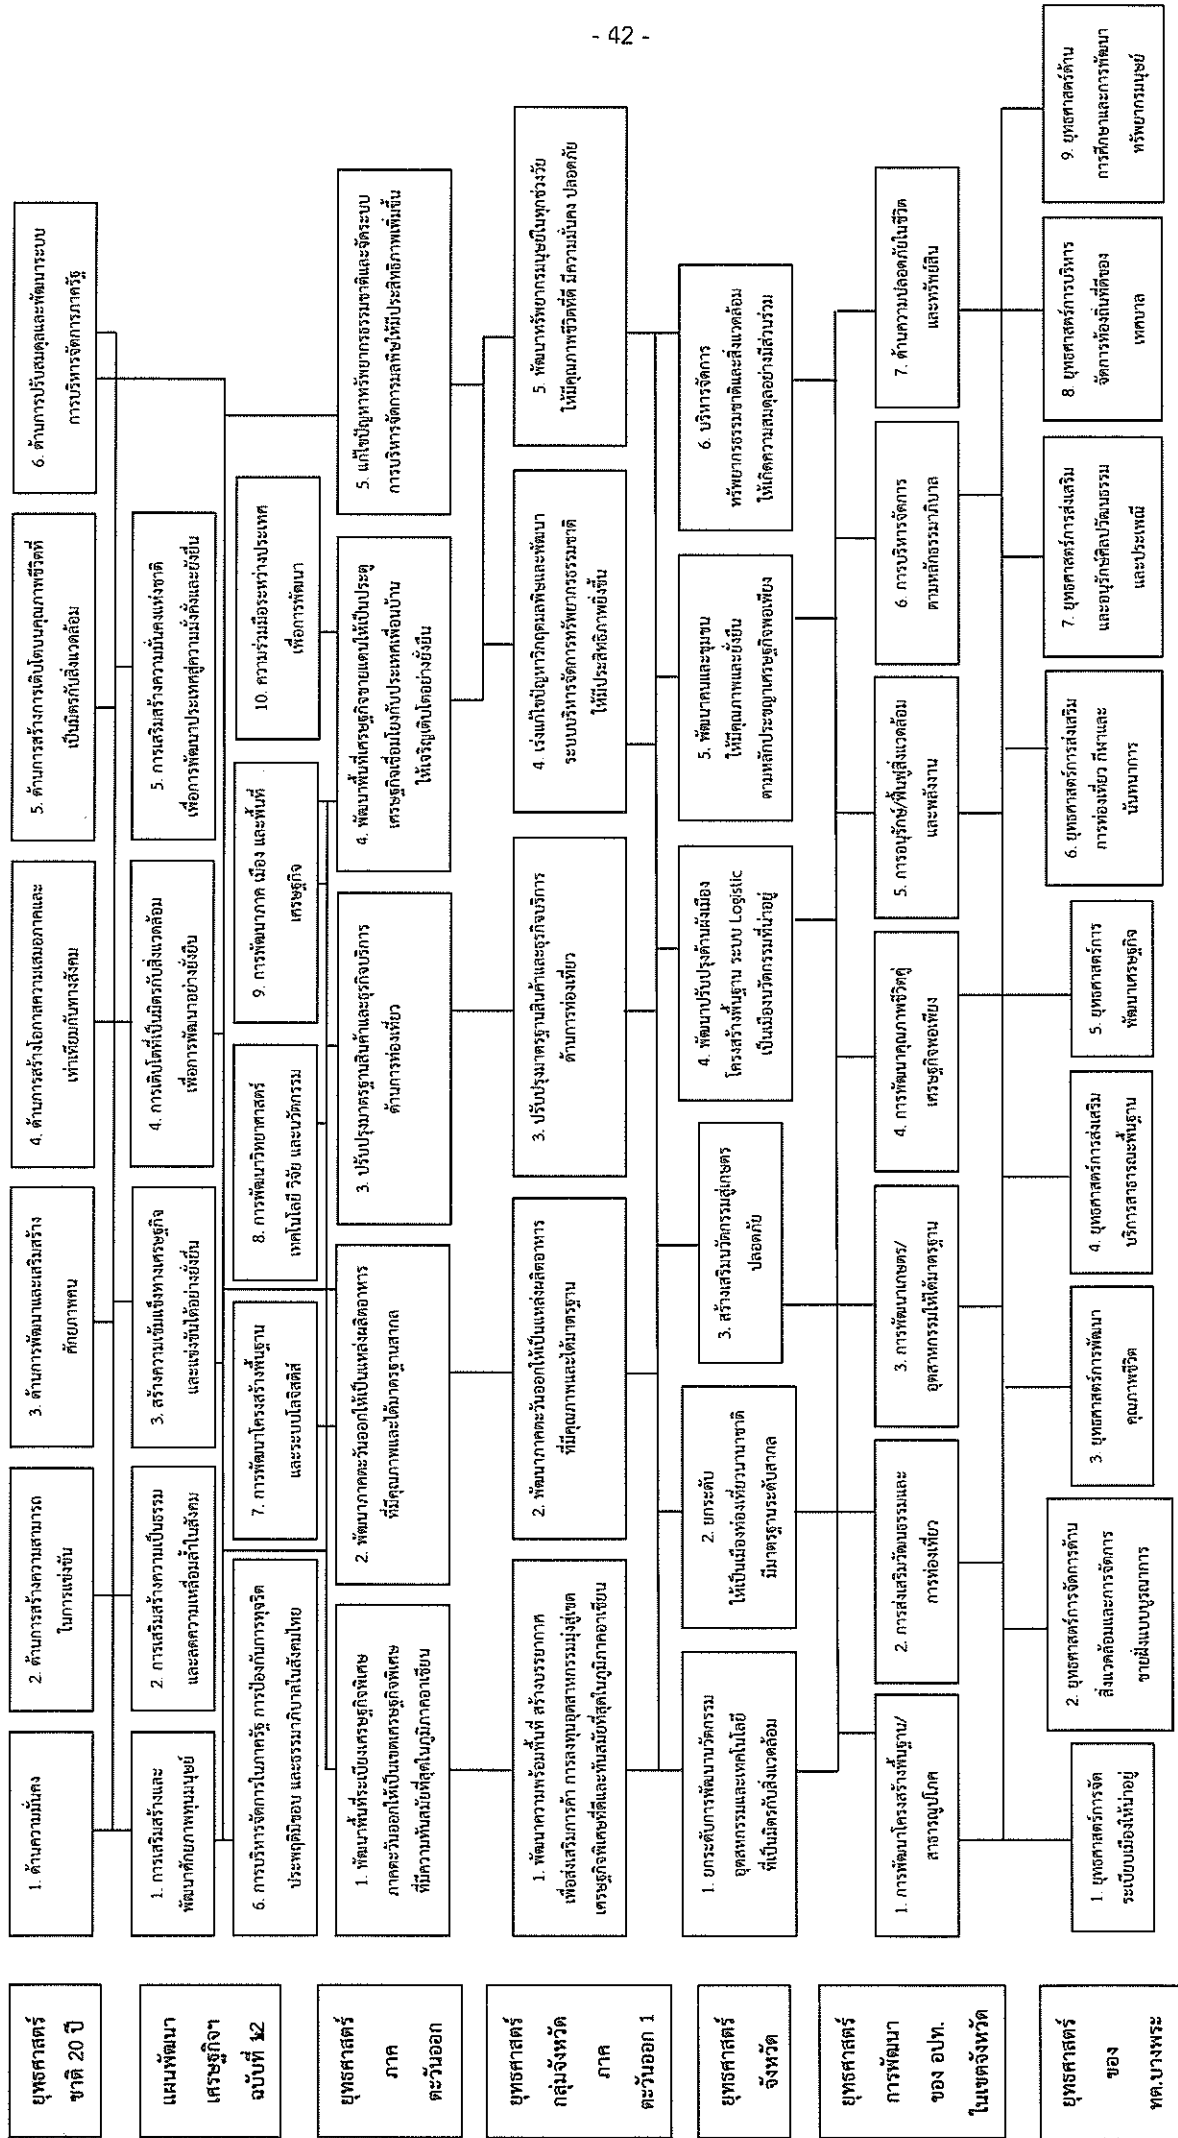 - 42 -
ยุทธศาสตร์
ชาติ 20 ปี
1. ด้านความมั่นคง
2. ด้านการสร้างความสามารถ
ในการแข่งขัน
3. ด้านการพัฒนาและเสริมสร้าง
ศักยภาพคน
4. ด้านการสร้างโอกาสความเสมอภาคและ
เท่าเทียมกันทางสังคม
5. ด้านการสร้างการเติบโตบนคุณภาพชีวิตที่
เป็นมิตรกับสิ่งแวดล้อม
6. ด้านการปรับสมดุลและพัฒนาระบบ
การบริหารจัดการภาครัฐ
แผนพัฒนา
เศรษฐกิจฯ
ฉบับที่ 12
1. การเสริมสร้างและ
พัฒนาศักยภาพทุนมนุษย์
2. การเสริมสร้างความเป็นธรรม
และลดความเหลื่อมล้ำในสังคม
3. สร้างความเข้มแข็งทางเศรษฐกิจ
และแข่งขันได้อย่างยั่งยืน
4. การเติบโตที่เป็นมิตรกับสิ่งแวดล้อม
เพื่อการพัฒนาอย่างยั่งยืน
5. การเสริมสร้างความมั่นคงแห่งชาติ
เพื่อการพัฒนาประเทศสู่ความมั่งคั่งและยั่งยืน
6. การบริหารจัดการในภาครัฐ การป้องกันการทุจริต
ประพฤติมิชอบ และธรรมาภิบาลในสังคมไทย
7. การพัฒนาโครงสร้างพื้นฐาน
และระบบโลจิสติส์
8. การพัฒนาวิทยาศาสตร์
เทคโนโลยี วิจัย และนวัตกรรม
9. การพัฒนาภาค เมือง และพื้นที่
เศรษฐกิจ
10. ความร่วมมือระหว่างประเทศ
เพื่อการพัฒนา
ยุทธศาสตร์
ภาค
ตะวันออก
1. พัฒนาพื้นที่ระเบียงเศรษฐกิจพิเศษ
ภาคตะวันออกให้เป็นเขตเศรษฐกิจพิเศษ
ที่มีความทันสมัยที่สุดในภูมิภาคอาเซียน
2. พัฒนาภาคตะวันออกให้เป็นแหล่งผลิตอาหาร
ที่มีคุณภาพและได้มาตรฐานสากล
3. ปรับปรุงมาตรฐานสินค้าและธุรกิจบริการ
ด้านการท่องเที่ยว
4. พัฒนาพื้นที่เศรษฐกิจชายแดนให้เป็นประตู
เศรษฐกิจเชื่อมโยงกับประเทศเพื่อนบ้าน
ให้เจริญเติบโตอย่างยั่งยืน
5. แก้ไขปัญหาทรัพยากรธรรมชาติและจัดระบบ
การบริหารจัดการมลพิษให้มีประสิทธิภาพเพิ่มขึ้น
ยุทธศาสตร์
กลุ่มจังหวัด
ภาค
ตะวันออก 1
1. พัฒนาความพร้อมพื้นที่ สร้างบรรยากาศ
เพื่อส่งเสริมการค้า การลงทุนอุตสาหกรรมมุ่งสู่เขต
เศรษฐกิจพิเศษที่ดีและทันสมัยที่สุดในภูมิภาคอาเซียน
2. พัฒนาภาคตะวันออกให้เป็นแหล่งผลิตอาหาร
ที่มีคุณภาพและได้มาตรฐาน
3. ปรับปรุงมาตรฐานสินค้าและธุรกิจบริการ
ด้านการท่องเที่ยว
4. เร่งแก้ไขปัญหาวิกฤตมลพิษและพัฒนา
ระบบบริหารจัดการทรัพยากรธรรมชาติ
ให้มีประสิทธิภาพยิ่งขึ้น
5. พัฒนาทรัพยากรมนุษย์ในทุกช่วงวัย
ให้มีคุณภาพชีวิตที่ดี มีความมั่นคง ปลอดภัย
ยุทธศาสตร์
จังหวัด
1. ยกระดับการพัฒนานวัตกรรม
อุตสหกรรมและเทคโนโลยี
ที่เป็นมิตรกับสิ่งแวดล้อม
2. ยกระดับ
ให้เป็นเมืองท่องเที่ยวนานาชาติ
มีมาตรฐานระดับสากล
3. สร้างเสริมนวัตกรรมสู่เกษตร
ปลอดภัย
4. พัฒนาปรับปรุงด้านผังเมือง
โครงสร้างพื้นฐาน ระบบ Logistic
เป็นเมืองนวัตกรรมที่น่าอยู่
5. พัฒนาคนและชุมชน
ให้มีคุณภาพและยั่งยืน
ตามหลักประชญาเศรษฐกิจพอเพียง
6. บริหารจัดการ
ทรัพยากรธรรมชาติและสิ่งแวดล้อม
ให้เกิดความสมดุลอย่างมีส่วนร่วม
ยุทธศาสตร์
การพัฒนา
ของ อปท.
ในเขตจังหวัด
1. การพัฒนาโครงสร้างพื้นฐาน/
สาธารณูปโภค
2. การส่งเสริมวัฒนธรรมและ
การท่องเที่ยว
3. การพัฒนาเกษตร/
อุตสาหกรรมให้ได้มาตรฐาน
4. การพัฒนาคุณภาพชีวิตคู่
เศรษฐกิจพอเพียง
5. การอนุรักษ์/ฟื้นฟูสิ่งแวดล้อม
และพลังงาน
6. การบริหารจัดการ
ตามหลักธรรมาภิบาล
7. ด้านความปลอดภัยในชีวิต
และทรัพย์สิน
ยุทธศาสตร์
ของ
ทต.บางพระ
1. ยุทธศาสตร์การจัด
ระเบียบเมืองให้น่าอยู่
2. ยุทธศาสตร์การจัดการด้าน
สิ่งแวดล้อมและการจัดการ
ชายฝั่งแบบบูรณาการ
3. ยุทธศาสตร์การพัฒนา
คุณภาพชีวิต
4. ยุทธศาสตร์การส่งเสริม
บริการสาธารณะพื้นฐาน
5. ยุทธศาสตร์การ
พัฒนาเศรษฐกิจ
6. ยุทธศาสตร์การส่งเสริม
การท่องเที่ยว กีฬาและ
นันทนาการ
7. ยุทธศาสตร์การส่งเสริม
และอนุรักษ์ศิลปวัฒนธรรม
และประเพณี
8. ยุทธศาสตร์การบริหาร
จัดการท้องถิ่นที่ดีของ
เทศบาล
9. ยุทธศาสตร์ด้าน
การศึกษาและการพัฒนา
ทรัพยากรมนุษย์